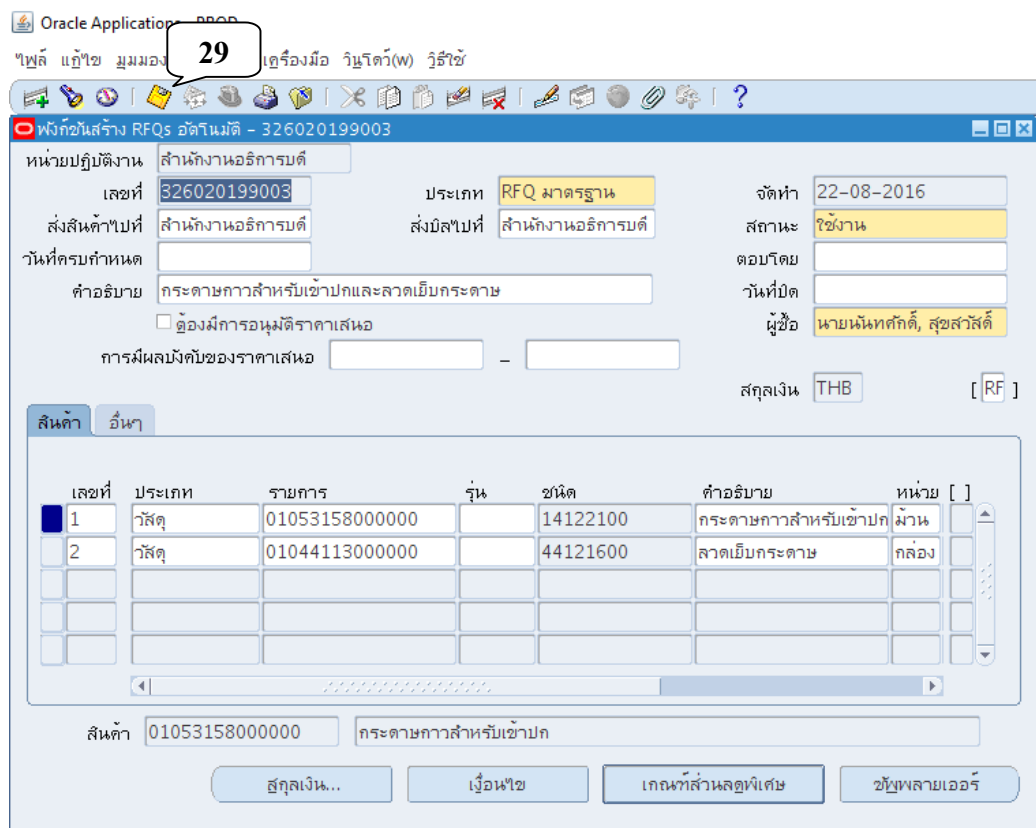 Oracle Applications - PROD
29
ไฟล์ แก้ไข มุมมอง เครื่องมือ วินโดว์(w) วิธีใช้
ฟังก์ชันสร้าง RFQs อัตโนมัติ - 326020199003
หน่วยปฏิบัติงาน สำนักงานอธิการบดี
เลขที่ 326020199003 ประเภท RFQ มาตรฐาน จัดทำ 22-08-2016
ส่งสินค้าไปที่ สำนักงานอธิการบดี ส่งบิลไปที่ สำนักงานอธิการบดี สถานะ ใช้งาน
วันที่ครบกำหนด ตอบโดย
คำอธิบาย กระดาษกาวสำหรับเข้าปกและลวดเย็บกระดาษ วันที่ปิด
ต้องมีการอนุมัติราคาเสนอ ผู้ซื้อ นายนันทศักดิ์, สุขสวัสดิ์
การมีผลบังคับของราคาเสนอ –
สกุลเงิน THB [ RF ]
สินค้า อื่นๆ
เลขที่ ประเภท รายการ รุ่น ชนิด คำอธิบาย หน่วย [ ]
1 วัสดุ 01053158000000 14122100 กระดาษกาวสำหรับเข้าปก ม้วน
2 วัสดุ 01044113000000 44121600 ลวดเย็บกระดาษ กล่อง
สินค้า 01053158000000 กระดาษกาวสำหรับเข้าปก
สกุลเงิน... เงื่อนไข เกณฑ์ส่วนลดพิเศษ ซัพพลายเออร์